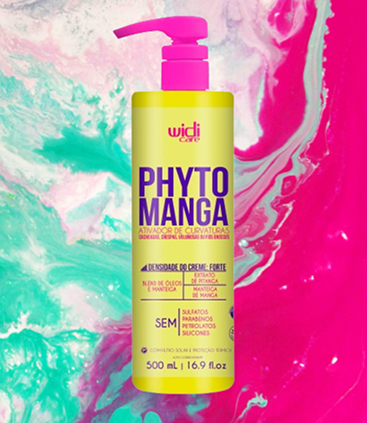 widi
care
PHYTO
MANGA
ATIVADOR DE CURVATURAS
DENSIDADE DO CREME: FORTE
BLEND DE ÓLEOS
E MANTEIGA
EXTRATO
DE PITANGA
MANTEIGA
DE MANGA
SEM
SULFATOS
PARABENOS
PETROLATOS
SILICONES
500 mL | 16.9 fl.oz